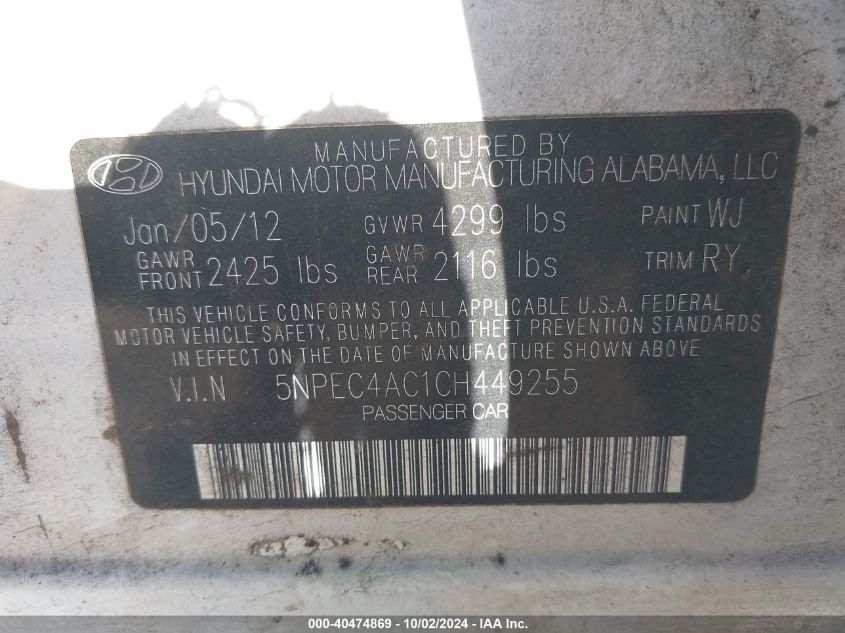 MANUFACTURED BY
HYUNDAI MOTOR MANUFACTURING ALABAMA, LLC
Jan/05/12 GVWR 4299 lbs PAINT WJ
GAWR FRONT 2425 lbs GAWR REAR 2116 lbs TRIM RY
THIS VEHICLE CONFORMS TO ALL APPLICABLE U.S.A. FEDERAL
MOTOR VEHICLE SAFETY, BUMPER, AND THEFT PREVENTION STANDARDS
IN EFFECT ON THE DATE OF MANUFACTURE SHOWN ABOVE.
V.I.N 5NPEC4AC1CH449255
PASSENGER CAR
000-40474869 - 10/02/2024 - IAA Inc.